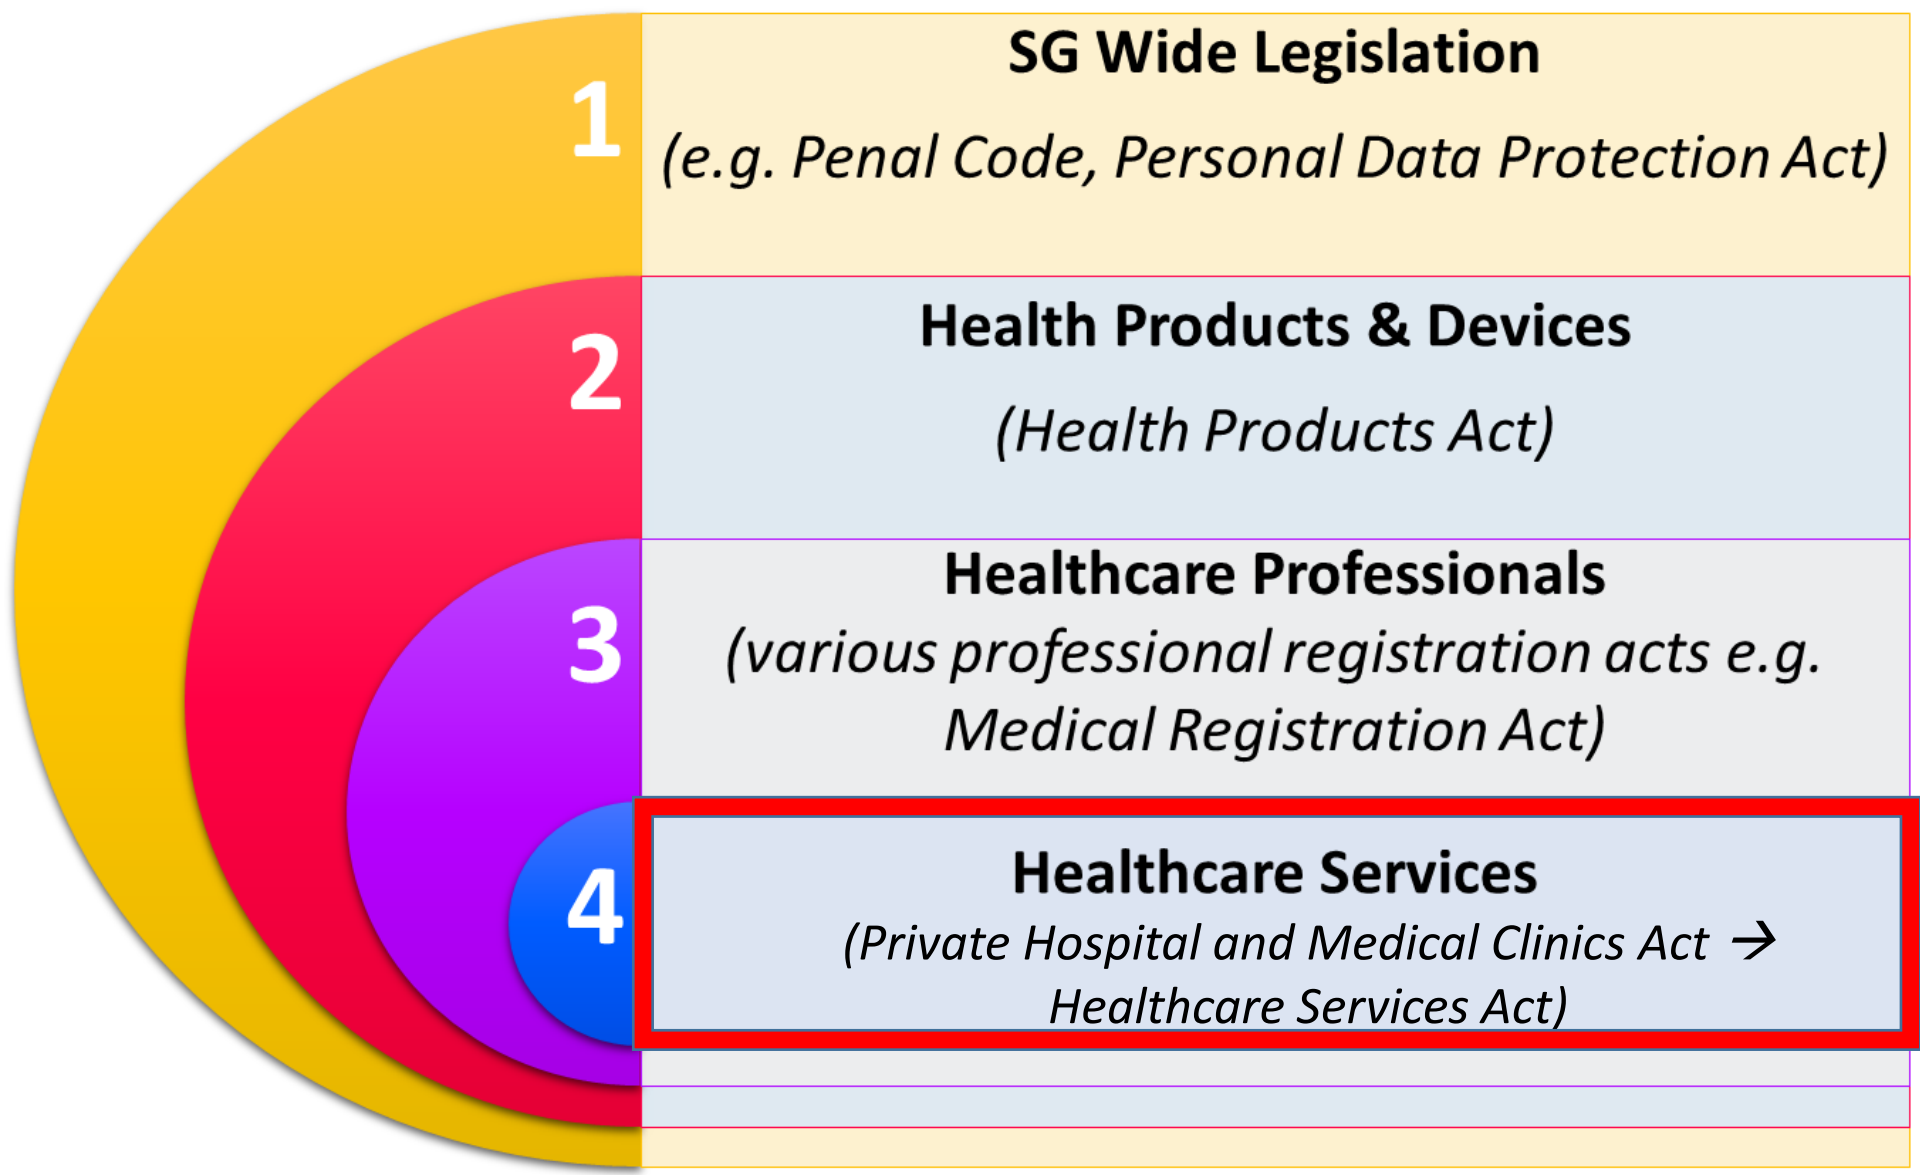 1
SG Wide Legislation
(e.g. Penal Code, Personal Data Protection Act)
2
Health Products & Devices
(Health Products Act)
3
Healthcare Professionals
(various professional registration acts e.g.
Medical Registration Act)
4
Healthcare Services
(Private Hospital and Medical Clinics Act →
Healthcare Services Act)